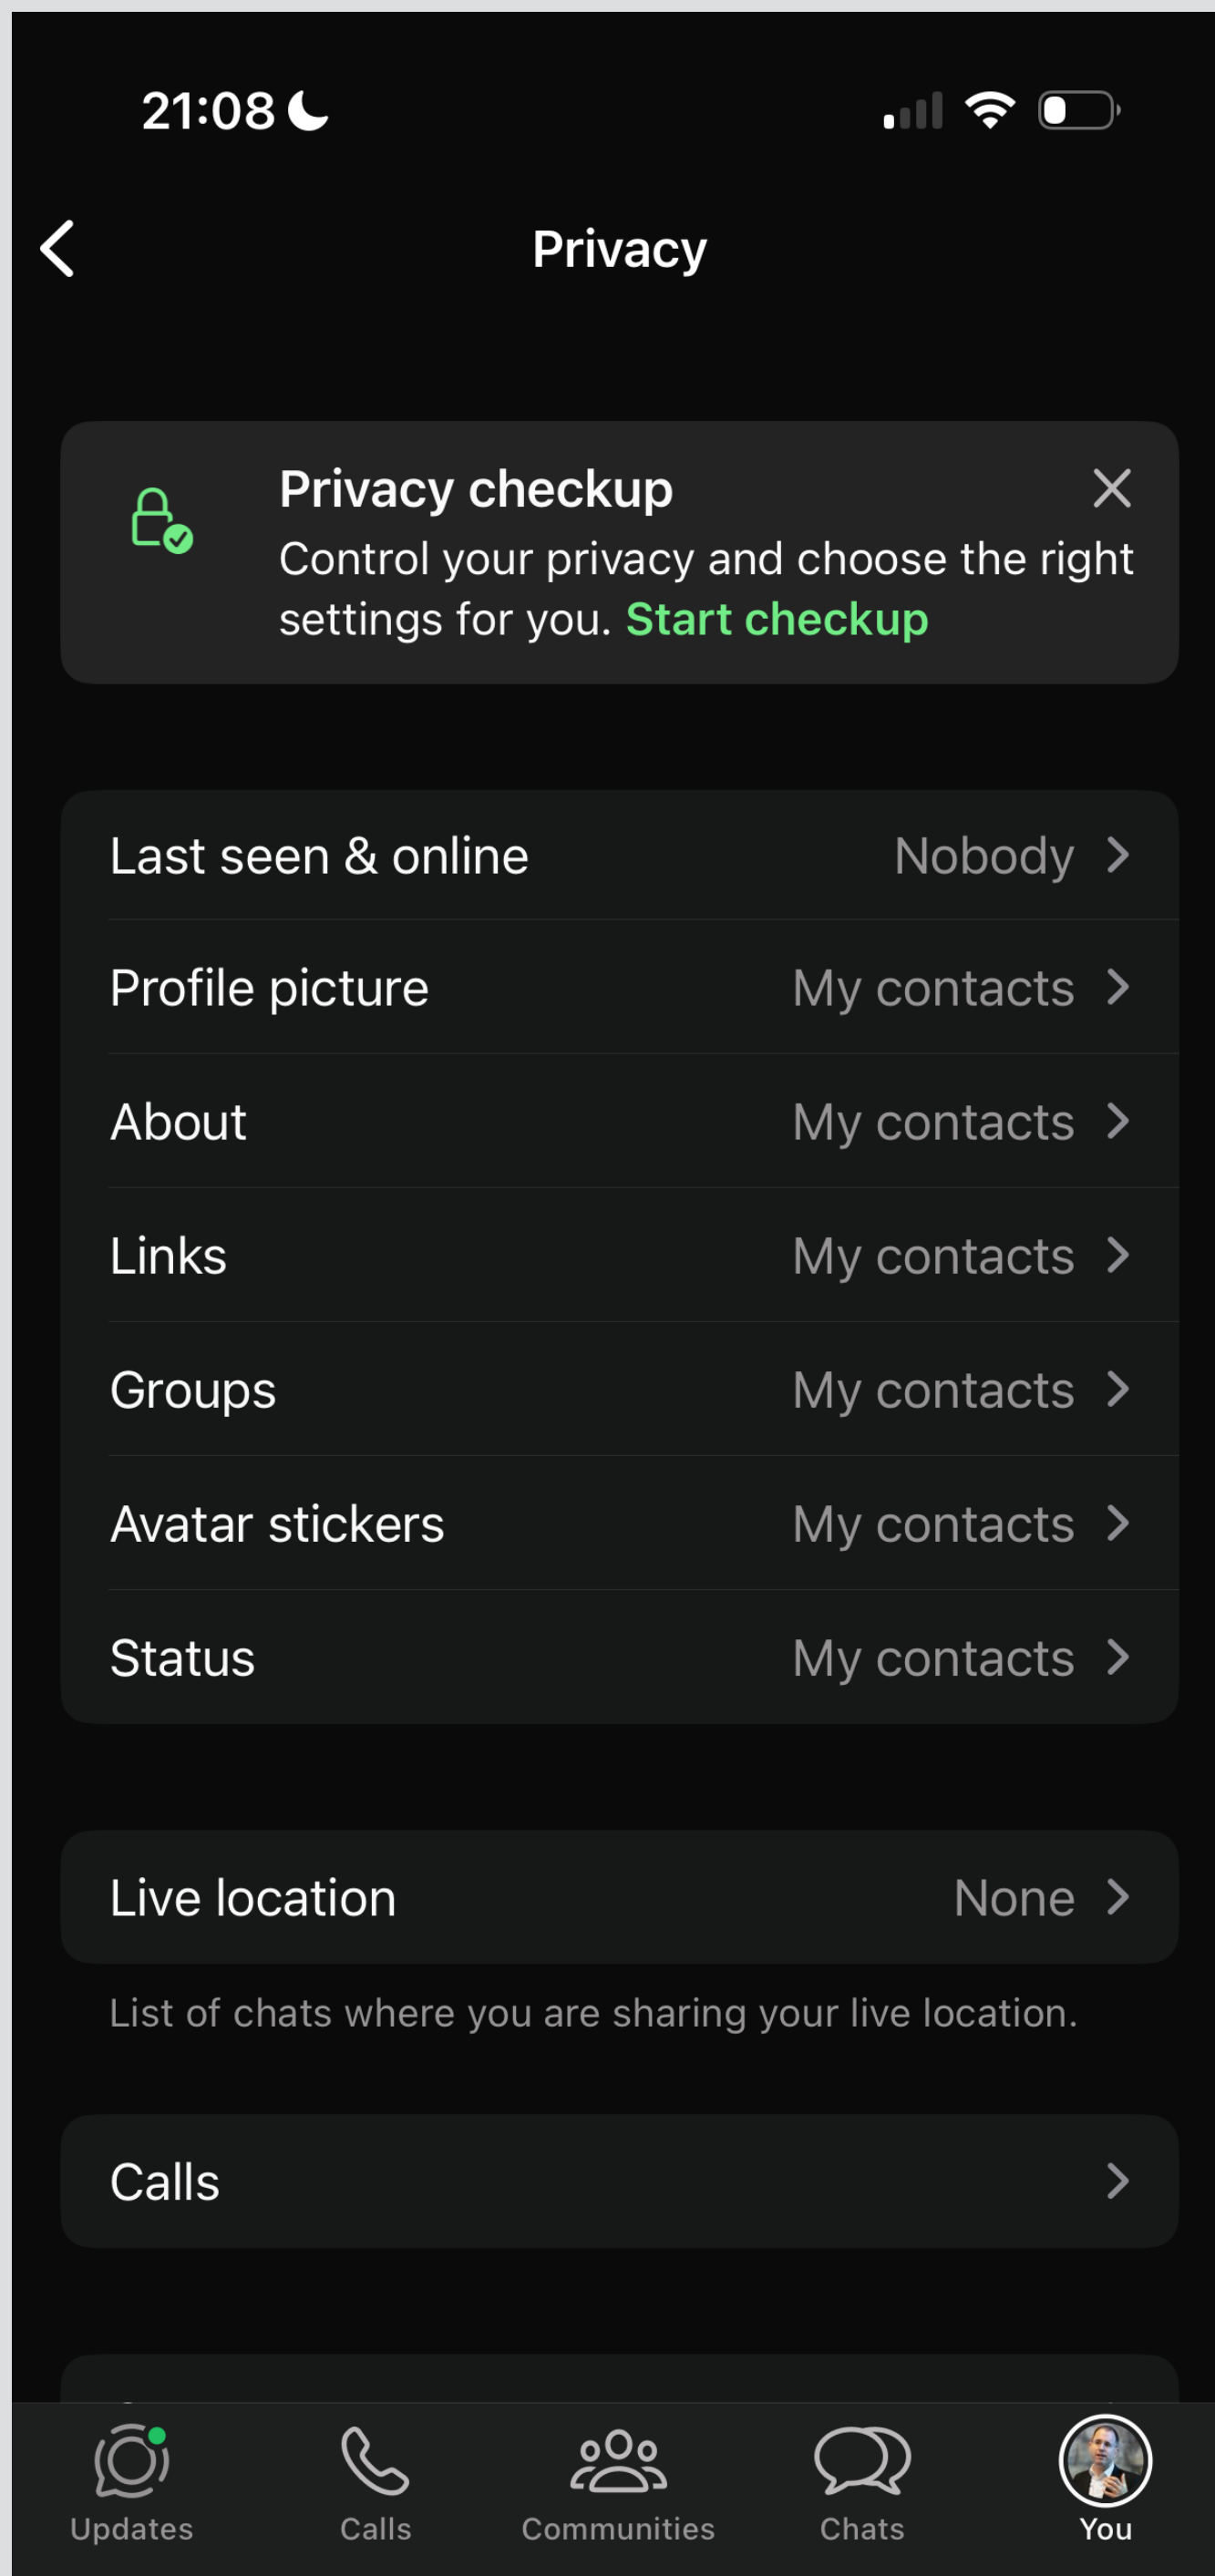 21:08
Privacy
Privacy checkup
Control your privacy and choose the right
settings for you. Start checkup
Last seen & online Nobody
Profile picture My contacts
About My contacts
Links My contacts
Groups My contacts
Avatar stickers My contacts
Status My contacts
Live location None
List of chats where you are sharing your live location.
Calls
Updates Calls Communities Chats You